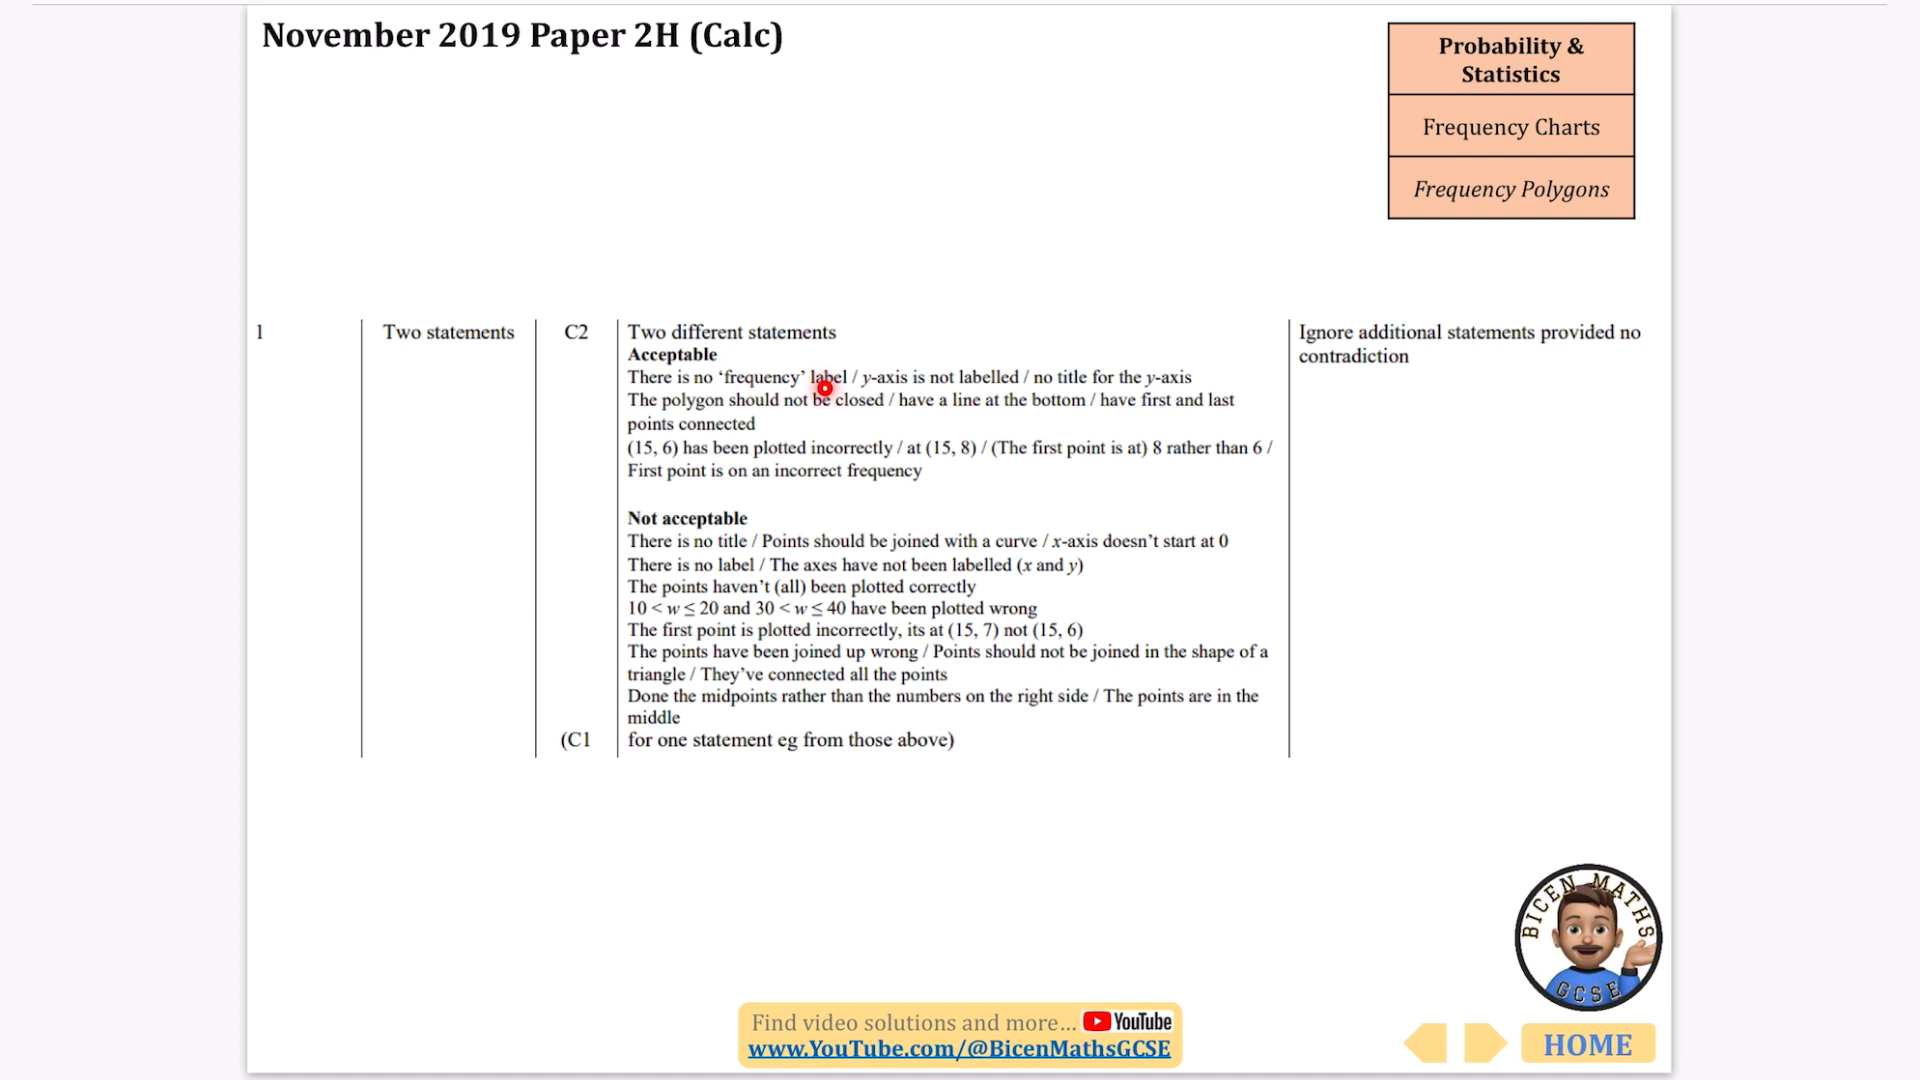 November 2019 Paper 2H (Calc)
Probability &
Statistics
Frequency Charts
Frequency Polygons
1
Two statements
C2
Two different statements
Acceptable
There is no ‘frequency’ label / y-axis is not labelled / no title for the y-axis
The polygon should not be closed / have a line at the bottom / have first and last
points connected
(15, 6) has been plotted incorrectly / at (15, 8) / (The first point is at) 8 rather than 6 /
First point is on an incorrect frequency
Not acceptable
There is no title / Points should be joined with a curve / x-axis doesn’t start at 0
There is no label / The axes have not been labelled (x and y)
The points haven’t (all) been plotted correctly
10 < w ≤ 20 and 30 < w ≤ 40 have been plotted wrong
The first point is plotted incorrectly, its at (15, 7) not (15, 6)
The points have been joined up wrong / Points should not be joined in the shape of a
triangle / They’ve connected all the points
Done the midpoints rather than the numbers on the right side / The points are in the
middle
(C1 for one statement eg from those above)
Ignore additional statements provided no
contradiction
BICEN MATHS
GCSE
Find video solutions and more... YouTube
www.YouTube.com/@BicenMathsGCSE
HOME